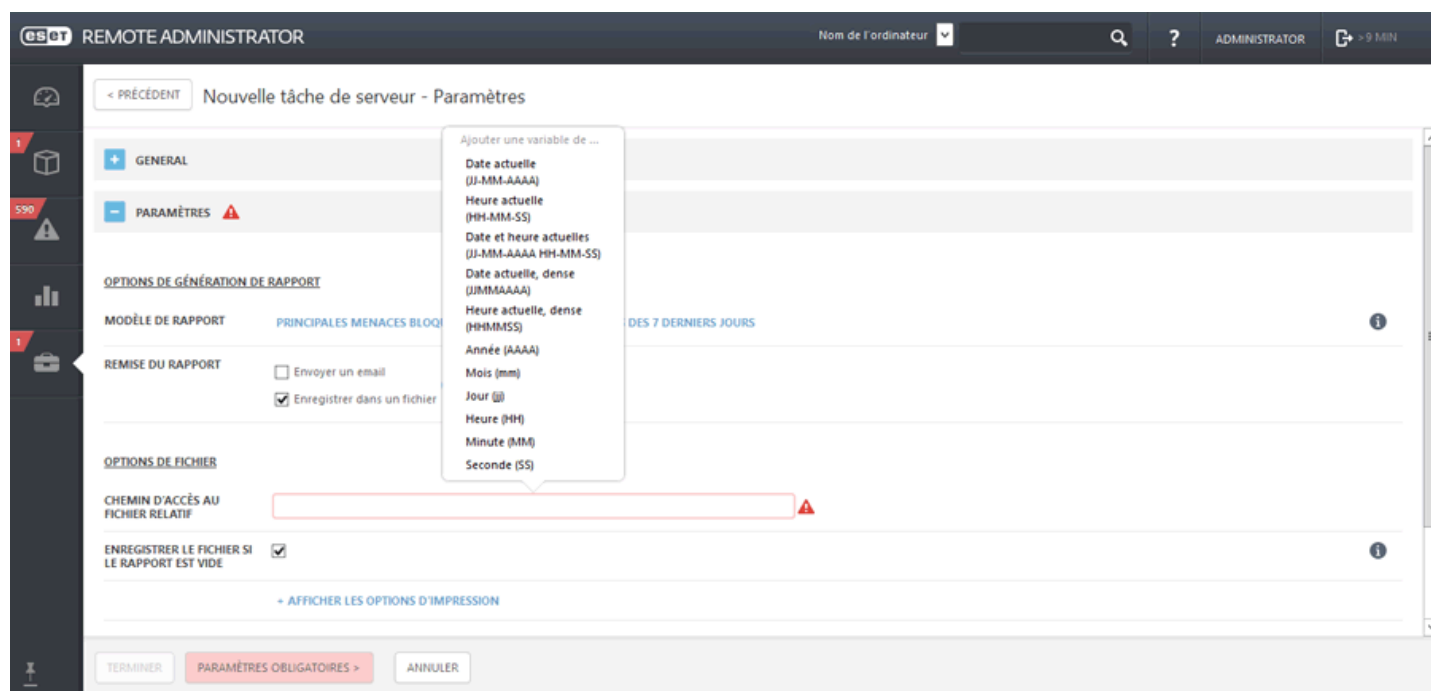 eset REMOTE ADMINISTRATOR
Nom de l'ordinateur
?
ADMINISTRATOR
>9 MIN
< PRÉCÉDENT
Nouvelle tâche de serveur - Paramètres
1
590
1
+ GENERAL
− PARAMÈTRES
Ajouter une variable de ...
Date actuelle
(JJ-MM-AAAA)
Heure actuelle
(HH-MM-SS)
Date et heure actuelles
(JJ-MM-AAAA HH-MM-SS)
Date actuelle, dense
(JJMMAAAA)
Heure actuelle, dense
(HHMMSS)
Année (AAAA)
Mois (mm)
Jour (jj)
Heure (HH)
Minute (MM)
Seconde (SS)
OPTIONS DE GÉNÉRATION DE RAPPORT
MODÈLE DE RAPPORT
PRINCIPALES MENACES BLOQU
DES 7 DERNIERS JOURS
REMISE DU RAPPORT
Envoyer un email
Enregistrer dans un fichier
OPTIONS DE FICHIER
CHEMIN D'ACCÈS AU
FICHIER RELATIF
ENREGISTRER LE FICHIER SI
LE RAPPORT EST VIDE
+ AFFICHER LES OPTIONS D'IMPRESSION
TERMINER
PARAMÈTRES OBLIGATOIRES >
ANNULER